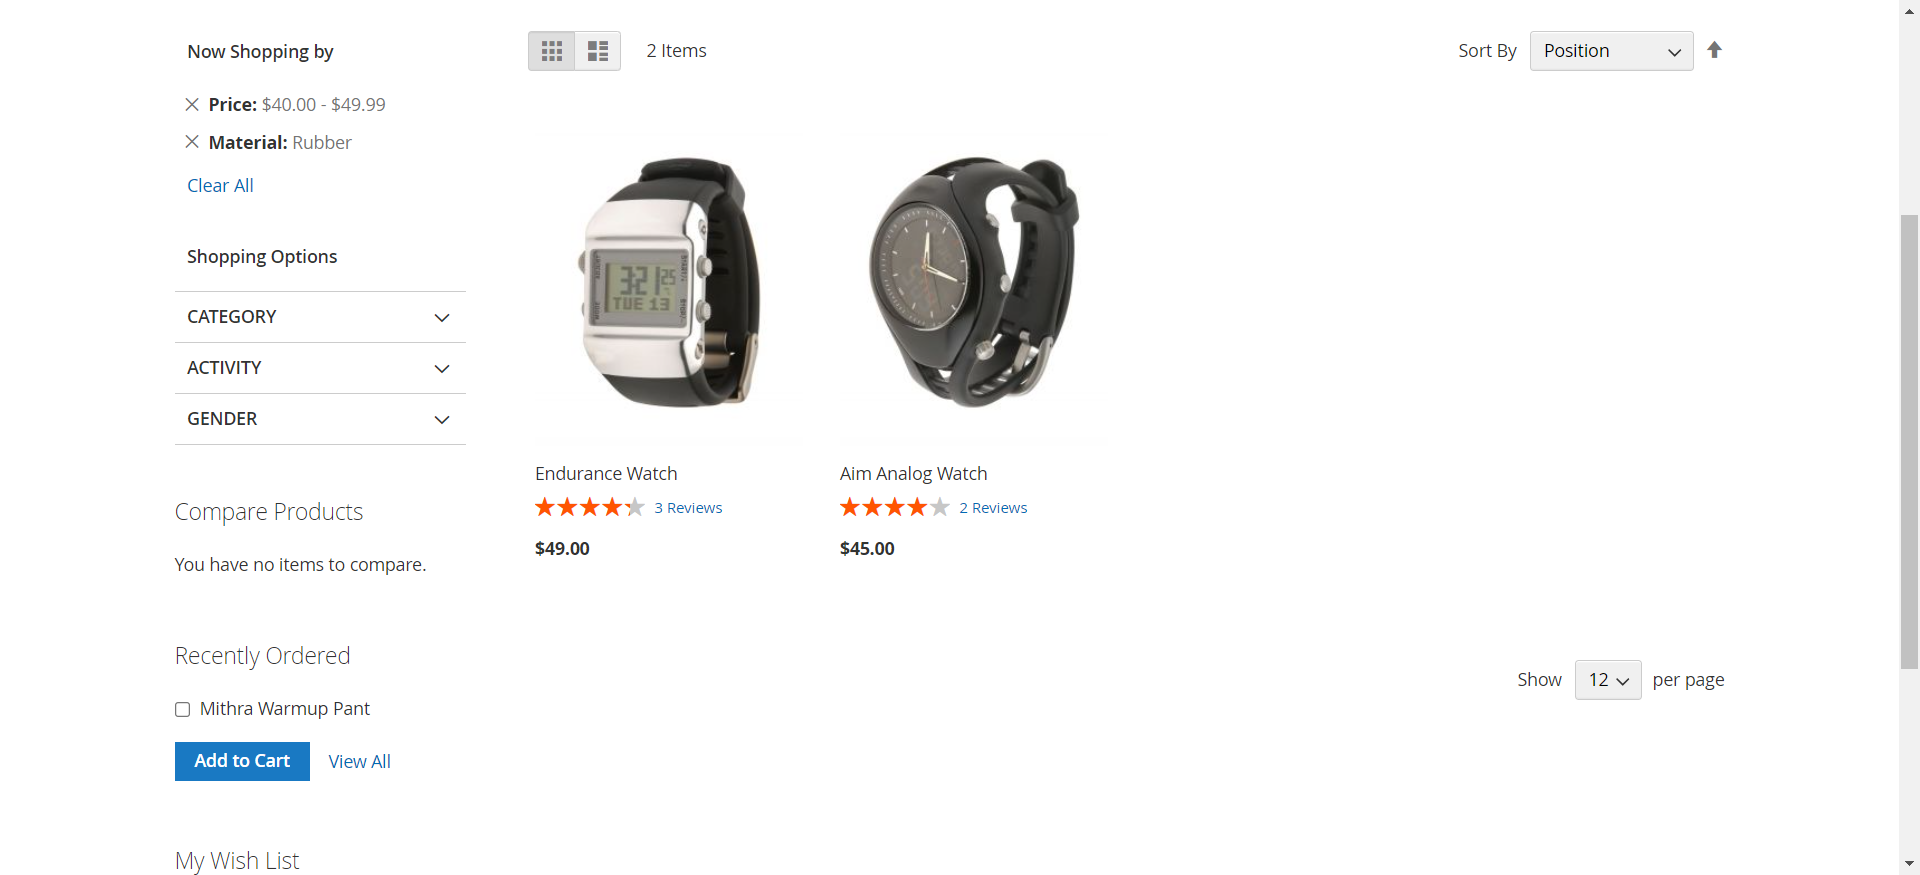 Now Shopping by
Price: $40.00 - $49.99
Material: Rubber
Clear All
Shopping Options
CATEGORY
ACTIVITY
GENDER
Compare Products
You have no items to compare.
Recently Ordered
Mithra Warmup Pant
Add to Cart View All
My Wish List
2 Items
Sort By Position
3:21 25
TUE 13
Endurance Watch
3 Reviews
$49.00
Aim Analog Watch
2 Reviews
$45.00
Show 12 per page